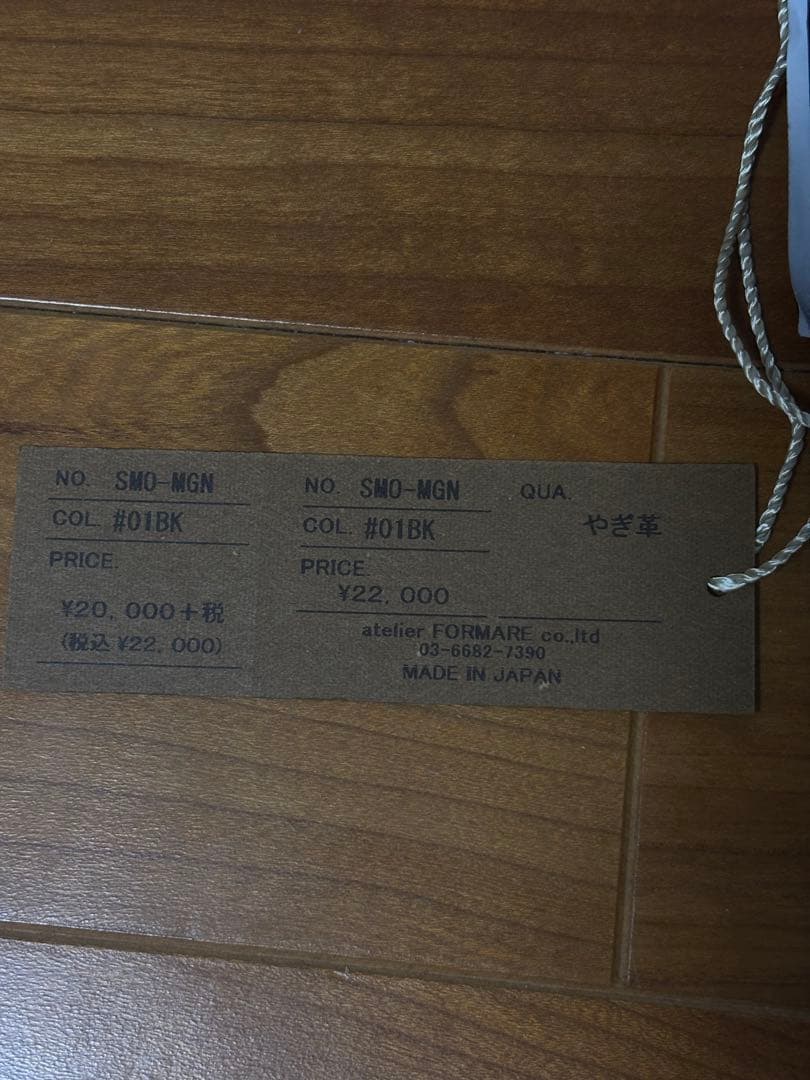 NO. SMO-MGN
COL. #01BK
PRICE.
¥20,000+税
(税込 ¥22,000)
NO. SMO-MGN
COL. #01BK
PRICE
¥22,000
QUA.
やぎ革
atelier FORMARE co.,ltd
03-6682-7390
MADE IN JAPAN